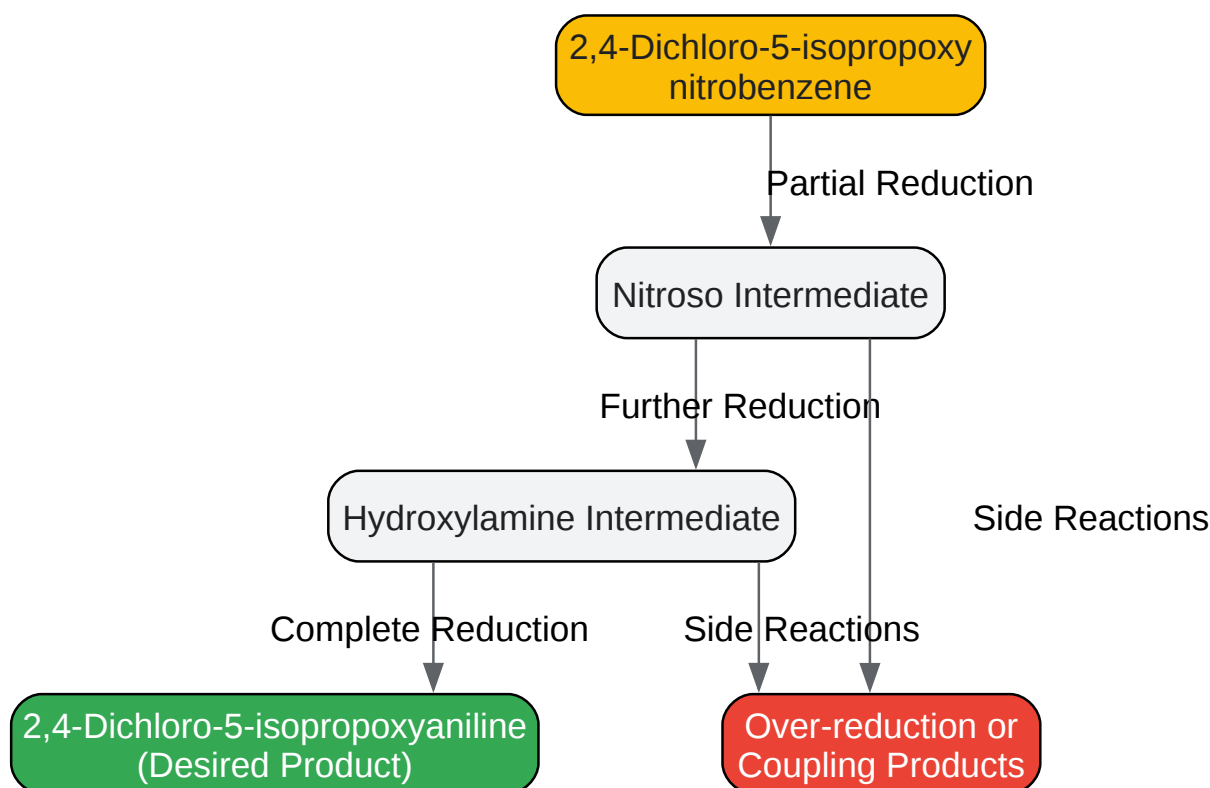 2,4-Dichloro-5-isopropoxy
nitrobenzene
Partial Reduction
Nitroso Intermediate
Further Reduction
Hydroxylamine Intermediate
Side Reactions
Complete Reduction
Side Reactions
2,4-Dichloro-5-isopropoxyaniline
(Desired Product)
Over-reduction or
Coupling Products